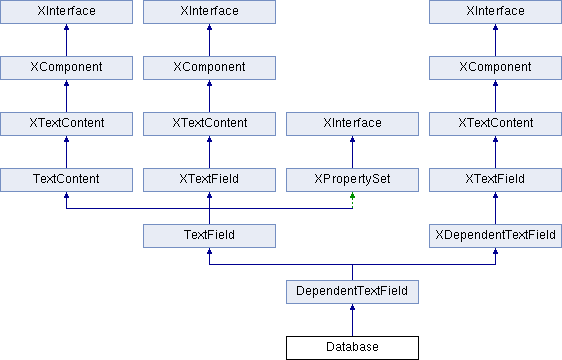 XInterface XInterface XInterface
XComponent XComponent XComponent
XTextContent XTextContent XInterface XTextContent
TextContent XTextField XPropertySet XTextField
TextField XDependentTextField
DependentTextField
Database